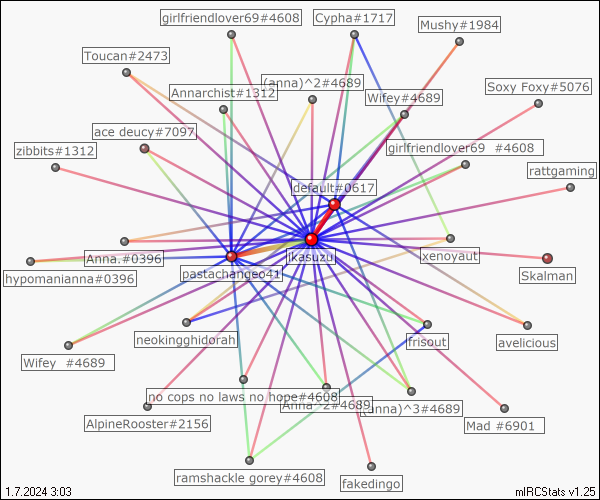 girlfriendlover69#4608
Cypha#1717
Mushy#1984
Toucan#2473
Annarchist#1312
(anna)^2#4689
Wifey#4689
Soxy Foxy#5076
ace deucy#7097
zibbits#1312
girlfriendlover69 #4608
rattgaming
default#0617
Anna.#0396
ikasuzu
xenoyaut
hypomanianna#0396
pastachangeo41
Skalman
neokingghidorah
frisout
avelicious
Wifey #4689
no cops no laws no hope#4608
Anna^2#4689
(anna)^3#4689
AlpineRooster#2156
Mad #6901
ramshackle gorey#4608
fakedingo
1.7.2024 3:03
mIRCStats v1.25